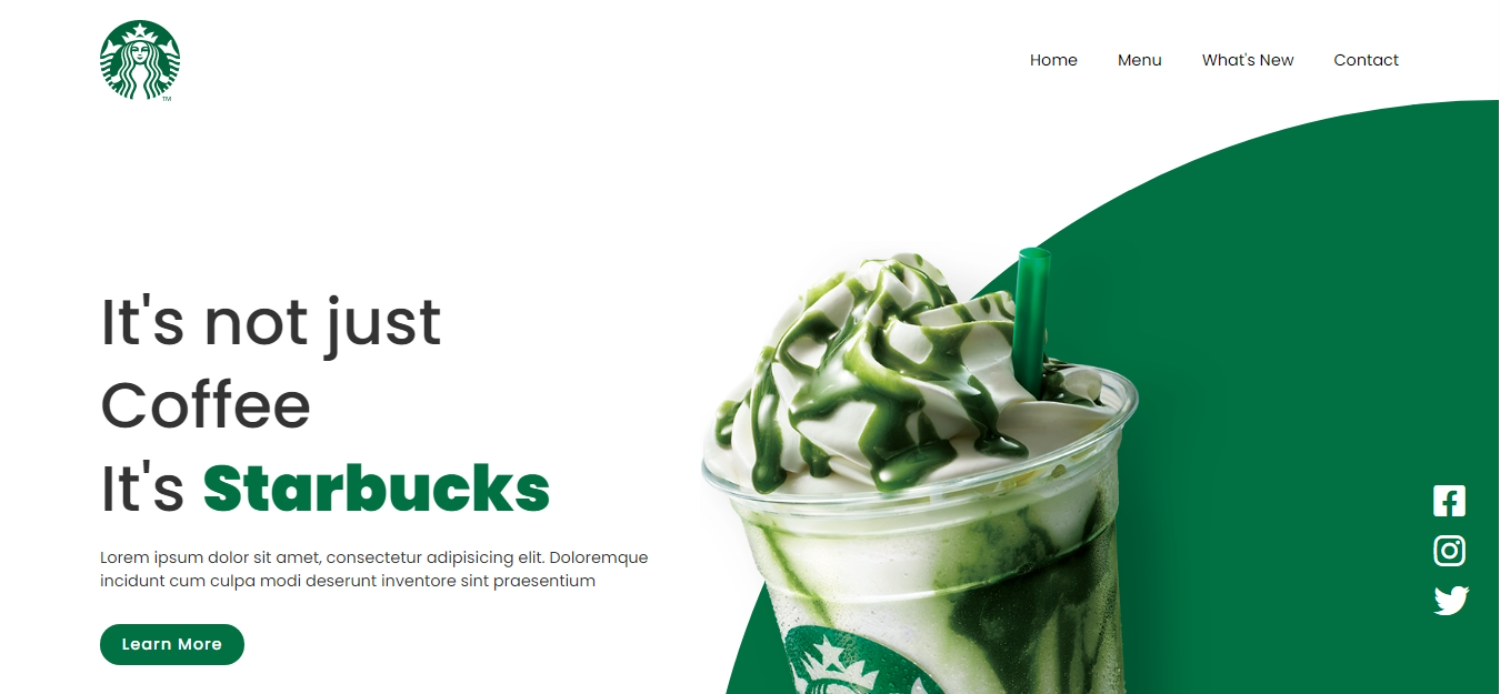 TM
Home Menu What's New Contact
It's not just
Coffee
It's Starbucks
Lorem ipsum dolor sit amet, consectetur adipisicing elit. Doloremque
incidunt cum culpa modi deserunt inventore sint praesentium
Learn More